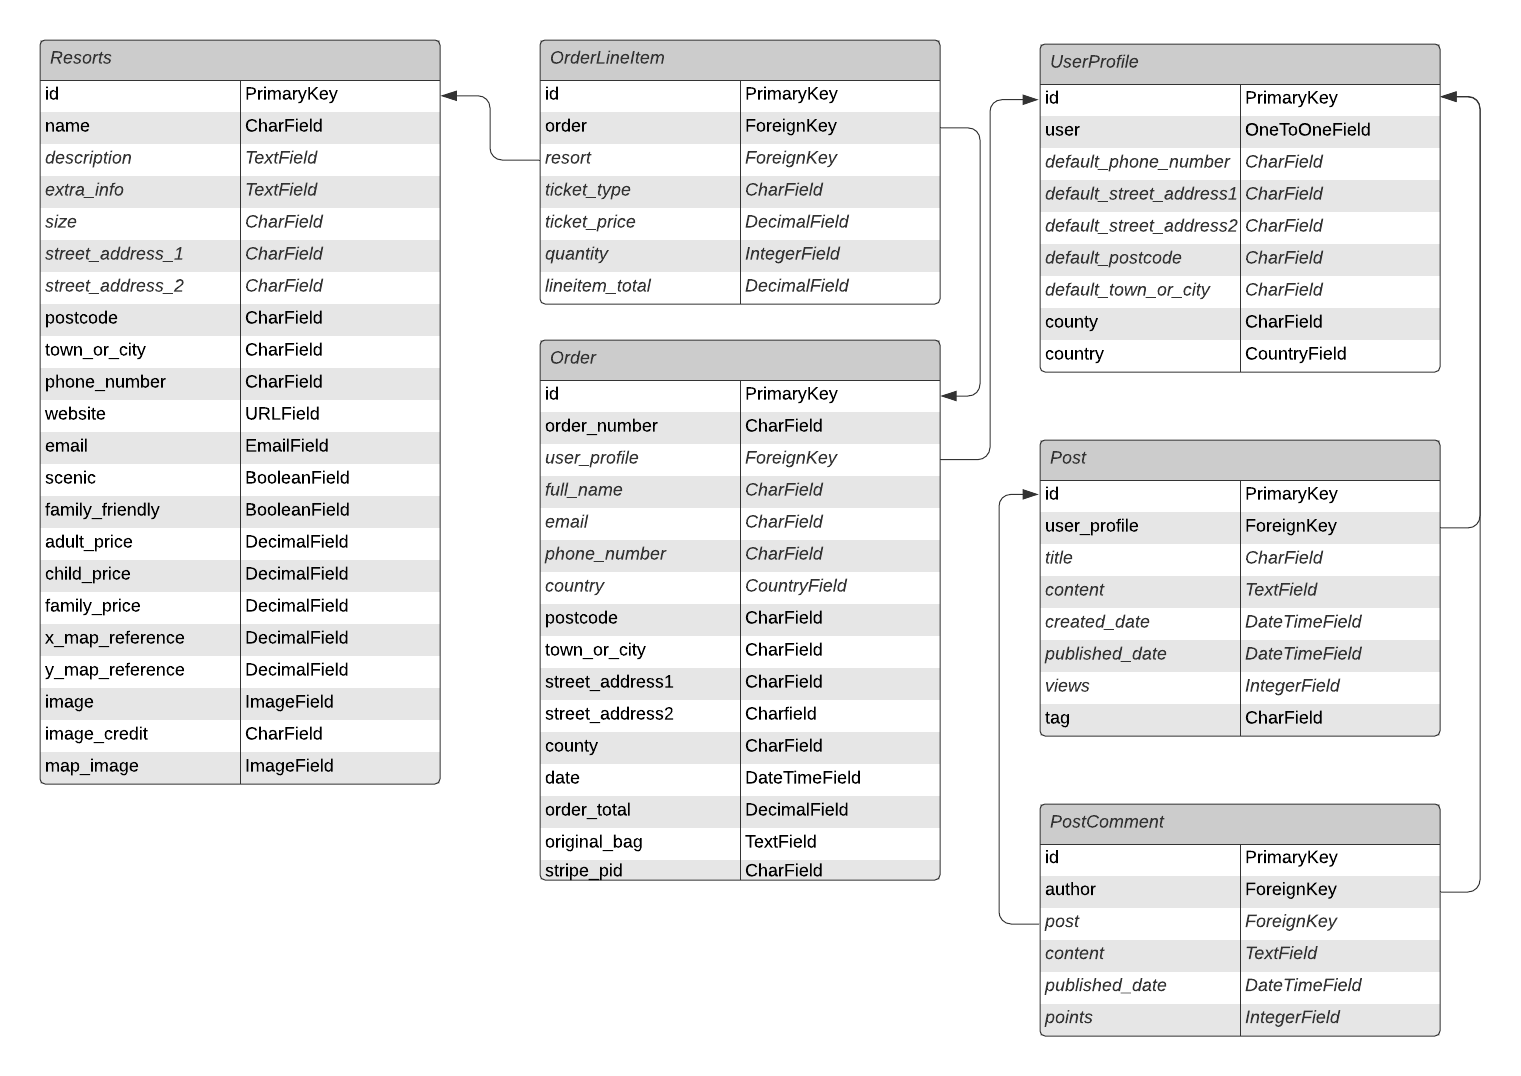 Resorts
id PrimaryKey
name CharField
description TextField
extra_info TextField
size CharField
street_address_1 CharField
street_address_2 CharField
postcode CharField
town_or_city CharField
phone_number CharField
website URLField
email EmailField
scenic BooleanField
family_friendly BooleanField
adult_price DecimalField
child_price DecimalField
family_price DecimalField
x_map_reference DecimalField
y_map_reference DecimalField
image ImageField
image_credit CharField
map_image ImageField
OrderLineItem
id PrimaryKey
order ForeignKey
resort ForeignKey
ticket_type CharField
ticket_price DecimalField
quantity IntegerField
lineitem_total DecimalField
Order
id PrimaryKey
order_number CharField
user_profile ForeignKey
full_name CharField
email CharField
phone_number CharField
country CountryField
postcode CharField
town_or_city CharField
street_address1 CharField
street_address2 Charfield
county CharField
date DateTimeField
order_total DecimalField
original_bag TextField
stripe_pid CharField
UserProfile
id PrimaryKey
user OneToOneField
default_phone_number CharField
default_street_address1 CharField
default_street_address2 CharField
default_postcode CharField
default_town_or_city CharField
county CharField
country CountryField
Post
id PrimaryKey
user_profile ForeignKey
title CharField
content TextField
created_date DateTimeField
published_date DateTimeField
views IntegerField
tag CharField
PostComment
id PrimaryKey
author ForeignKey
post ForeignKey
content TextField
published_date DateTimeField
points IntegerField